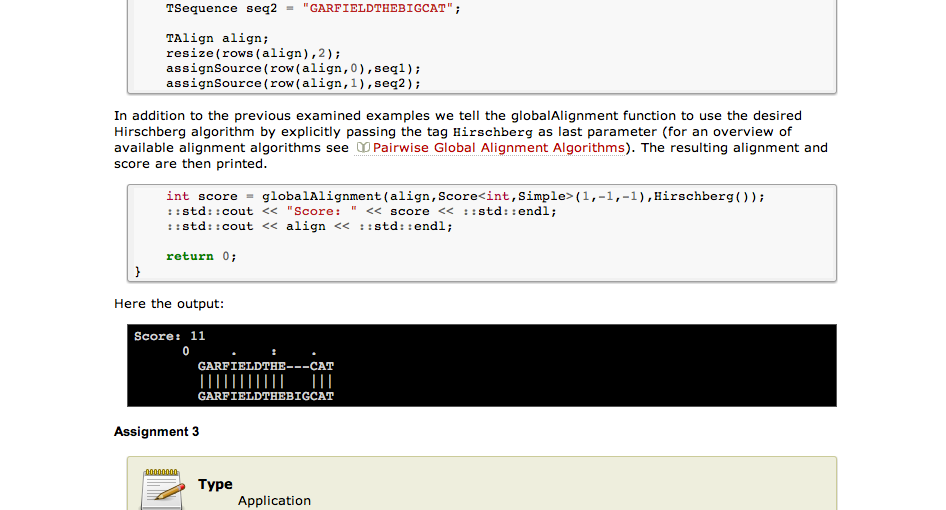 TSequence seq2 = "GARFIELDTHEBIGCAT";
TAlign align;
resize(rows(align),2);
assignSource(row(align,0),seq1);
assignSource(row(align,1),seq2);
In addition to the previous examined examples we tell the globalAlignment function to use the desired
Hirschberg algorithm by explicitly passing the tag Hirschberg as last parameter (for an overview of
available alignment algorithms see Pairwise Global Alignment Algorithms). The resulting alignment and
score are then printed.
int score = globalAlignment(align,Score<int,Simple>(1,-1,-1),Hirschberg());
::std::cout << "Score: " << score << ::std::endl;
::std::cout << align << ::std::endl;
return 0;
}
Here the output:
Score: 11
0 . : .
GARFIELDTHE---CAT
||||||||||| |||
GARFIELDTHEBIGCAT
Assignment 3
Type
Application